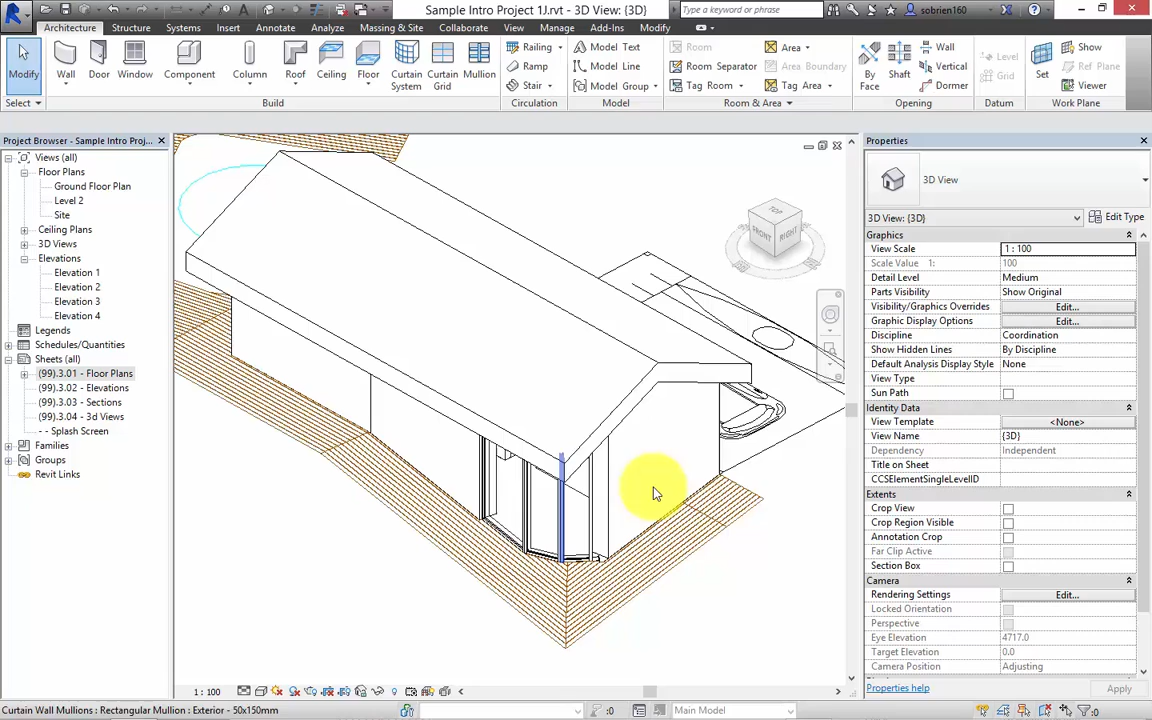 Sample Intro Project 1J.rvt - 3D View: {3D}
Type a keyword or phrase
sobrien160
Architecture Structure Systems Insert Annotate Analyze Massing & Site Collaborate View Manage Add-Ins Modify
Modify
Wall
Door
Window
Component
Column
Roof
Ceiling
Floor
Curtain System
Curtain Grid
Mullion
Railing
Ramp
Stair
Model Text
Model Line
Model Group
Room
Room Separator
Tag Room
Area
Area Boundary
Tag Area
By Face
Shaft
Wall
Vertical
Dormer
Level
Grid
Set
Show
Ref Plane
Viewer
Select
Build
Circulation
Model
Room & Area
Opening
Datum
Work Plane
Project Browser - Sample Intro Proj...
Views (all)
Floor Plans
Ground Floor Plan
Level 2
Site
Ceiling Plans
3D Views
Elevations
Elevation 1
Elevation 2
Elevation 3
Elevation 4
Legends
Schedules/Quantities
Sheets (all)
(99).3.01 - Floor Plans
(99).3.02 - Elevations
(99).3.03 - Sections
(99).3.04 - 3d Views
- - Splash Screen
Families
Groups
Revit Links
TOP
FRONT
RIGHT
Properties
3D View
3D View: {3D}
Edit Type
Graphics
View Scale 1 : 100
Scale Value 1: 100
Detail Level Medium
Parts Visibility Show Original
Visibility/Graphics Overrides Edit...
Graphic Display Options Edit...
Discipline Coordination
Show Hidden Lines By Discipline
Default Analysis Display Style None
View Type
Sun Path
Identity Data
View Template <None>
View Name {3D}
Dependency Independent
Title on Sheet
CCSElementSingleLevelID
Extents
Crop View
Crop Region Visible
Annotation Crop
Far Clip Active
Section Box
Camera
Rendering Settings Edit...
Locked Orientation
Perspective
Eye Elevation 4717.0
Target Elevation 0.0
Camera Position Adjusting
Properties help
Apply
1 : 100
Curtain Wall Mullions : Rectangular Mullion : Exterior - 50x150mm
:0
Main Model
:0